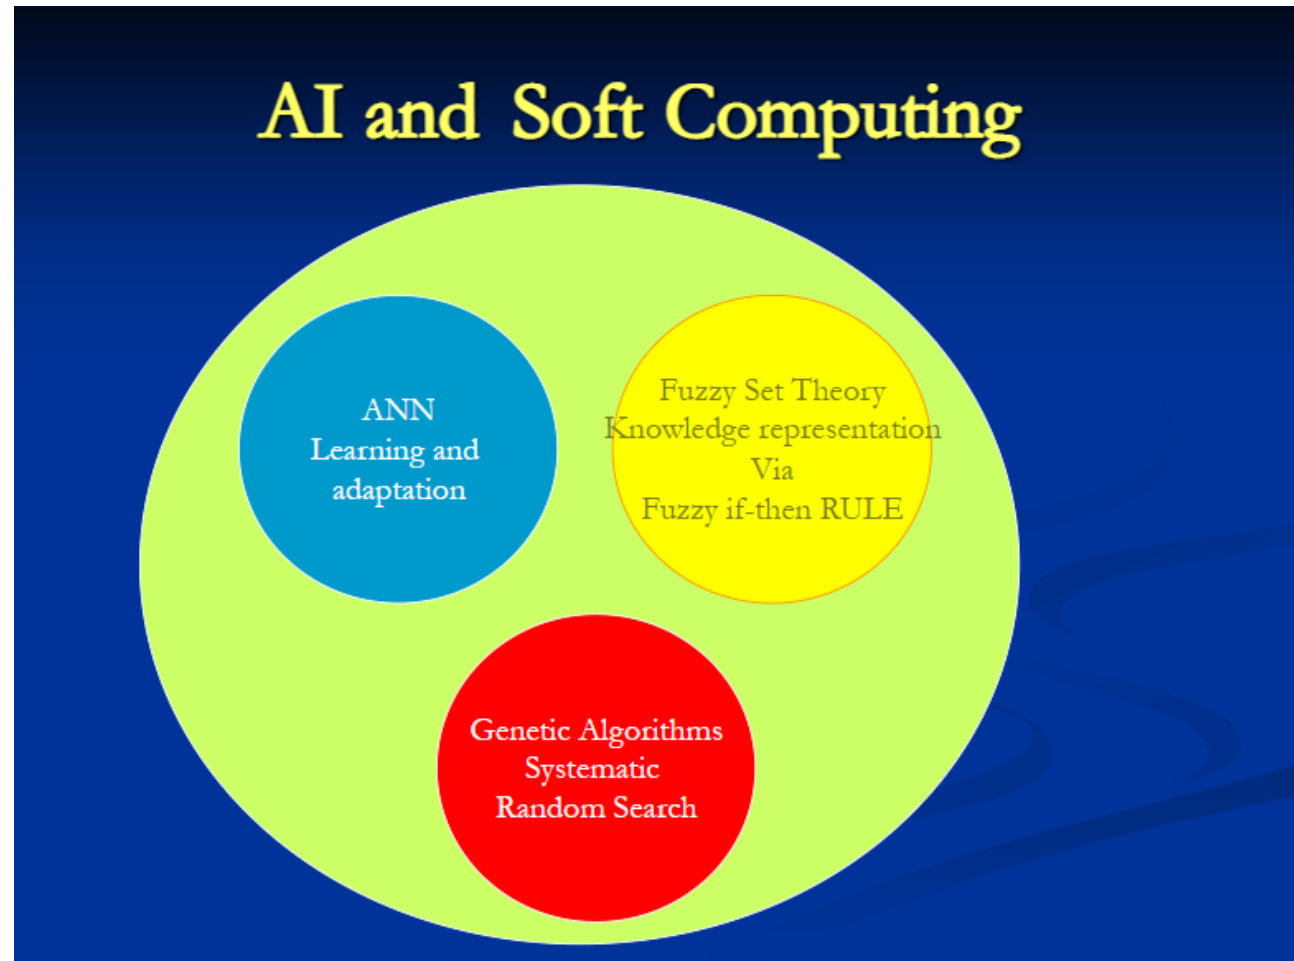 AI and Soft Computing
ANN
Learning and
adaptation
Fuzzy Set Theory
Knowledge representation
Via
Fuzzy if-then RULE
Genetic Algorithms
Systematic
Random Search